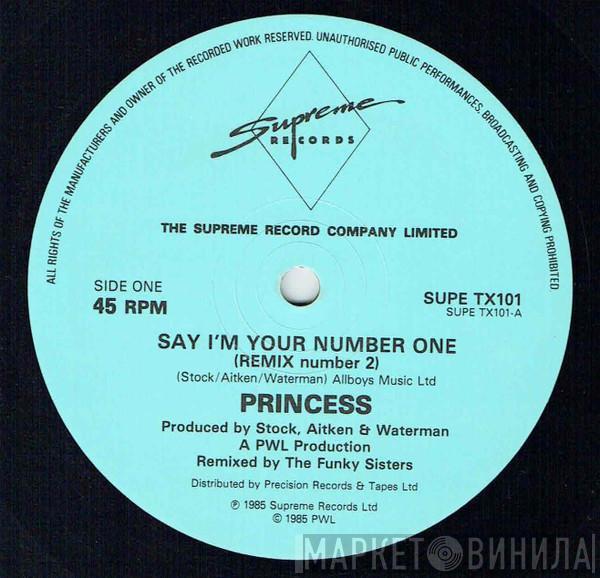 ALL RIGHTS OF THE MANUFACTURERS AND OWNER OF THE RECORDED WORK RESERVED. UNAUTHORISED PUBLIC PERFORMANCES, BROADCASTING AND COPYING PROHIBITED.
Supreme
RECORDS
THE SUPREME RECORD COMPANY LIMITED
SIDE ONE
45 RPM
SUPE TX101
SUPE TX101-A
SAY I'M YOUR NUMBER ONE
(REMIX number 2)
(Stock/Aitken/Waterman) Allboys Music Ltd
PRINCESS
Produced by Stock, Aitken & Waterman
A PWL Production
Remixed by The Funky Sisters
Distributed by Precision Records & Tapes Ltd
℗ 1985 Supreme Records Ltd
© 1985 PWL
МАРКЕТ ВИНИЛА